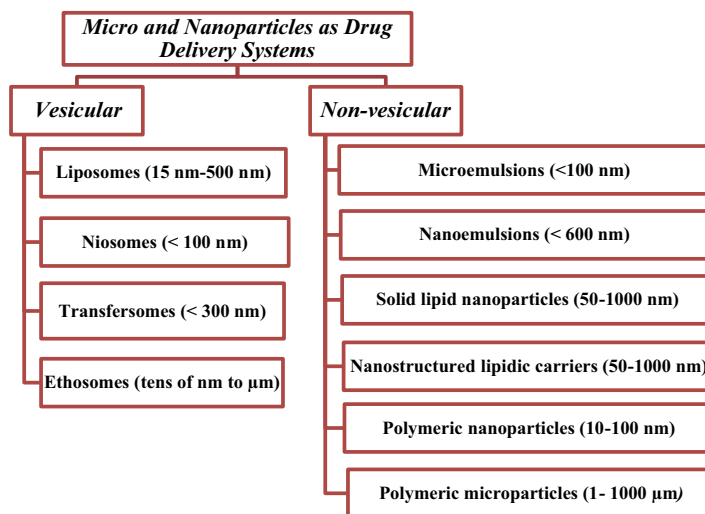 Micro and Nanoparticles as Drug
Delivery Systems
Vesicular
Liposomes (15 nm-500 nm)
Niosomes (< 100 nm)
Transfersomes (< 300 nm)
Ethosomes (tens of nm to µm)
Non-vesicular
Microemulsions (<100 nm)
Nanoemulsions (< 600 nm)
Solid lipid nanoparticles (50-1000 nm)
Nanostructured lipidic carriers (50-1000 nm)
Polymeric nanoparticles (10-100 nm)
Polymeric microparticles (1- 1000 µm)